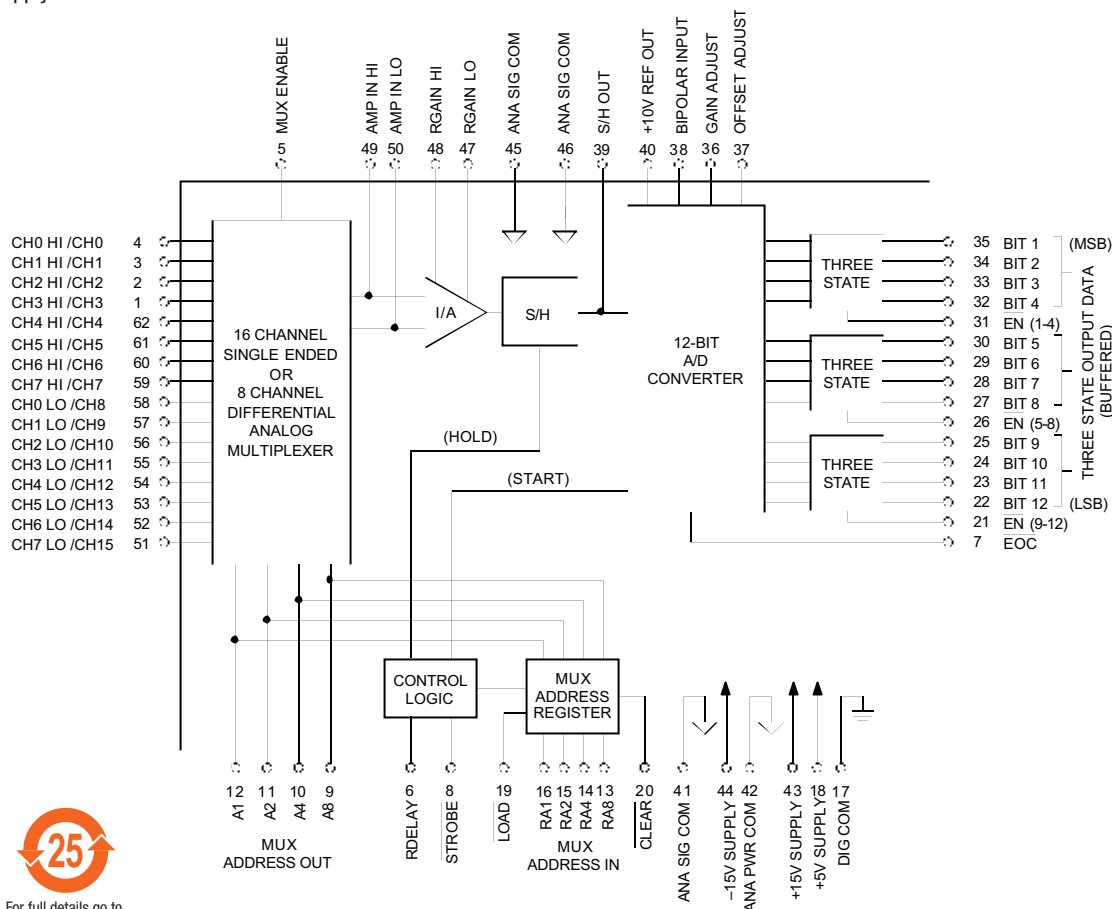 pply
MUX ENABLE
5
AMP IN HI
49
AMP IN LO
50
RGAIN HI
48
RGAIN LO
47
ANA SIG COM
45
ANA SIG COM
46
S/H OUT
39
+10V REF OUT
40
BIPOLAR INPUT
38
GAIN ADJUST
36
OFFSET ADJUST
37
CH0 HI /CH0 4
CH1 HI /CH1 3
CH2 HI /CH2 2
CH3 HI /CH3 1
CH4 HI /CH4 62
CH5 HI /CH5 61
CH6 HI /CH6 60
CH7 HI /CH7 59
CH0 LO /CH8 58
CH1 LO /CH9 57
CH2 LO /CH10 56
CH3 LO /CH11 55
CH4 LO /CH12 54
CH5 LO /CH13 53
CH6 LO /CH14 52
CH7 LO /CH15 51
16 CHANNEL
SINGLE ENDED
OR
8 CHANNEL
DIFFERENTIAL
ANALOG
MULTIPLEXER
I/A
S/H
(HOLD)
(START)
12-BIT
A/D
CONVERTER
THREE
STATE
THREE
STATE
THREE
STATE
35 BIT 1 (MSB)
34 BIT 2
33 BIT 3
32 BIT 4
31 EN (1-4)
30 BIT 5
29 BIT 6
28 BIT 7
27 BIT 8
26 EN (5-8)
25 BIT 9
24 BIT 10
23 BIT 11
22 BIT 12 (LSB)
21 EN (9-12)
7 EOC
THREE STATE OUTPUT DATA
(BUFFERED)
CONTROL
LOGIC
MUX
ADDRESS
REGISTER
12
A1
11
A2
10
A4
9
A8
MUX
ADDRESS OUT
6
RDELAY
8
STROBE
19
LOAD
16
RA1
15
RA2
14
RA4
13
RA8
MUX
ADDRESS IN
20
CLEAR
41
ANA SIG COM
44
–15V SUPPLY
42
ANA PWR COM
43
+15V SUPPLY
18
+5V SUPPLY
17
DIG COM
25
For full details go to